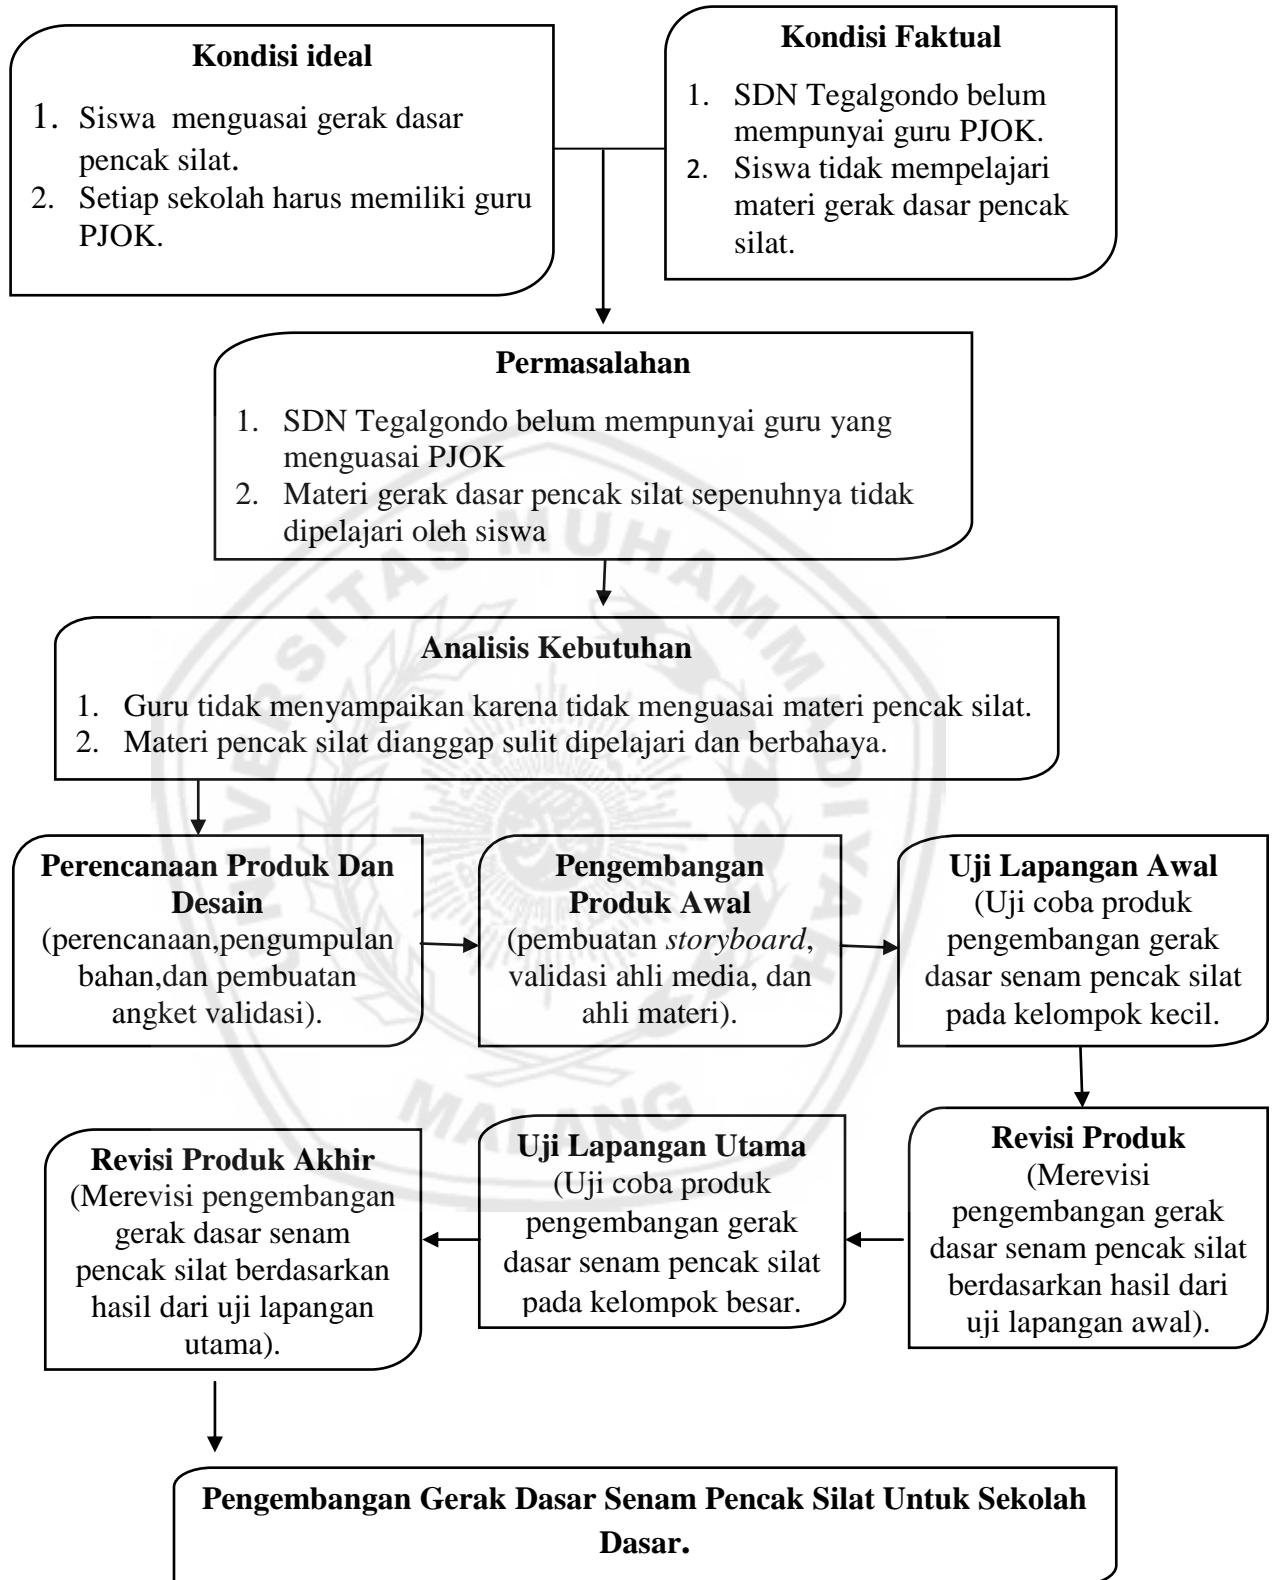 Kondisi ideal
1. Siswa menguasai gerak dasar
pencak silat.
2. Setiap sekolah harus memiliki guru
PJOK.
Kondisi Faktual
1. SDN Tegalgondo belum
mempunyai guru PJOK.
2. Siswa tidak mempelajari
materi gerak dasar pencak
silat.
Permasalahan
1. SDN Tegalgondo belum mempunyai guru yang
menguasai PJOK
2. Materi gerak dasar pencak silat sepenuhnya tidak
dipelajari oleh siswa
Analisis Kebutuhan
1. Guru tidak menyampaikan karena tidak menguasai materi pencak silat.
2. Materi pencak silat dianggap sulit dipelajari dan berbahaya.
Perencanaan Produk Dan
Desain
(perencanaan,pengumpulan
bahan,dan pembuatan
angket validasi).
Pengembangan
Produk Awal
(pembuatan storyboard,
validasi ahli media, dan
ahli materi).
Uji Lapangan Awal
(Uji coba produk
pengembangan gerak
dasar senam pencak silat
pada kelompok kecil.
Revisi Produk
(Merevisi
pengembangan gerak
dasar senam pencak silat
berdasarkan hasil dari
uji lapangan awal).
Uji Lapangan Utama
(Uji coba produk
pengembangan gerak
dasar senam pencak silat
pada kelompok besar.
Revisi Produk Akhir
(Merevisi pengembangan
gerak dasar senam
pencak silat berdasarkan
hasil dari uji lapangan
utama).
Pengembangan Gerak Dasar Senam Pencak Silat Untuk Sekolah
Dasar.
UNIVERSITAS MUHAMMADIYAH
MALANG